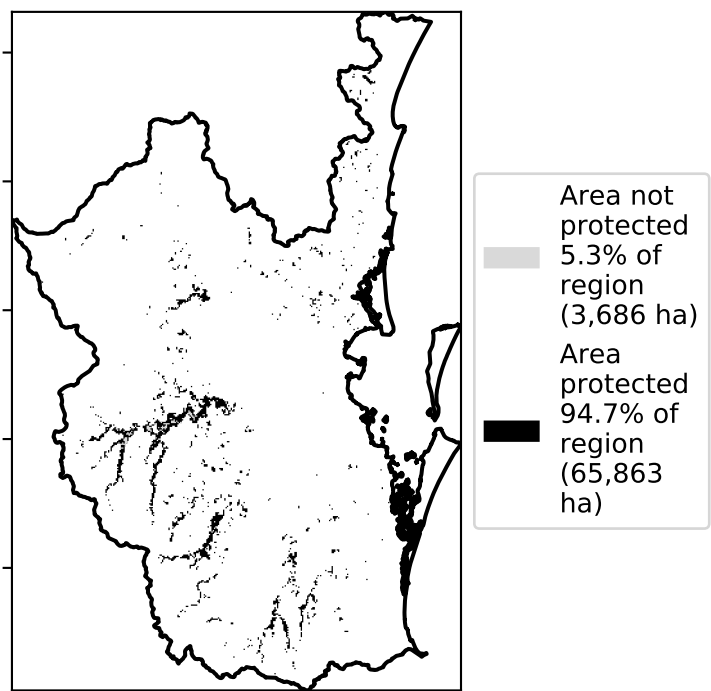 Area not
protected
5.3% of
region
(3,686 ha)
Area
protected
94.7% of
region
(65,863
ha)